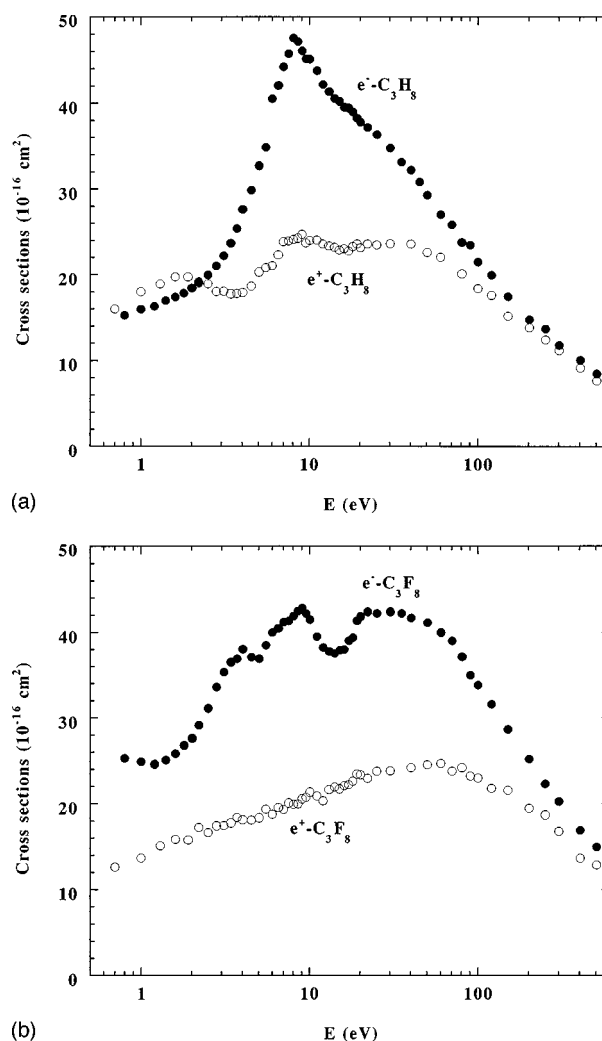 50
40
30
20
10
0
Cross sections (10⁻¹⁶ cm²)
e⁻-C₃H₈
e⁺-C₃H₈
1
10
100
E (eV)
(a)
50
40
30
20
10
0
Cross sections (10⁻¹⁶ cm²)
e⁻-C₃F₈
e⁺-C₃F₈
1
10
100
E (eV)
(b)